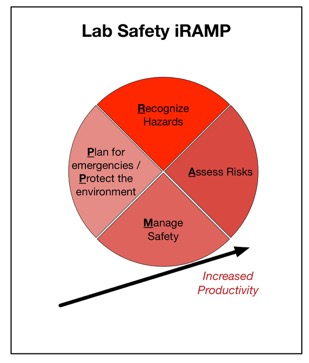 Lab Safety iRAMP
Recognize
Hazards
Plan for
emergencies /
Protect the
environment
Assess Risks
Manage
Safety
Increased
Productivity